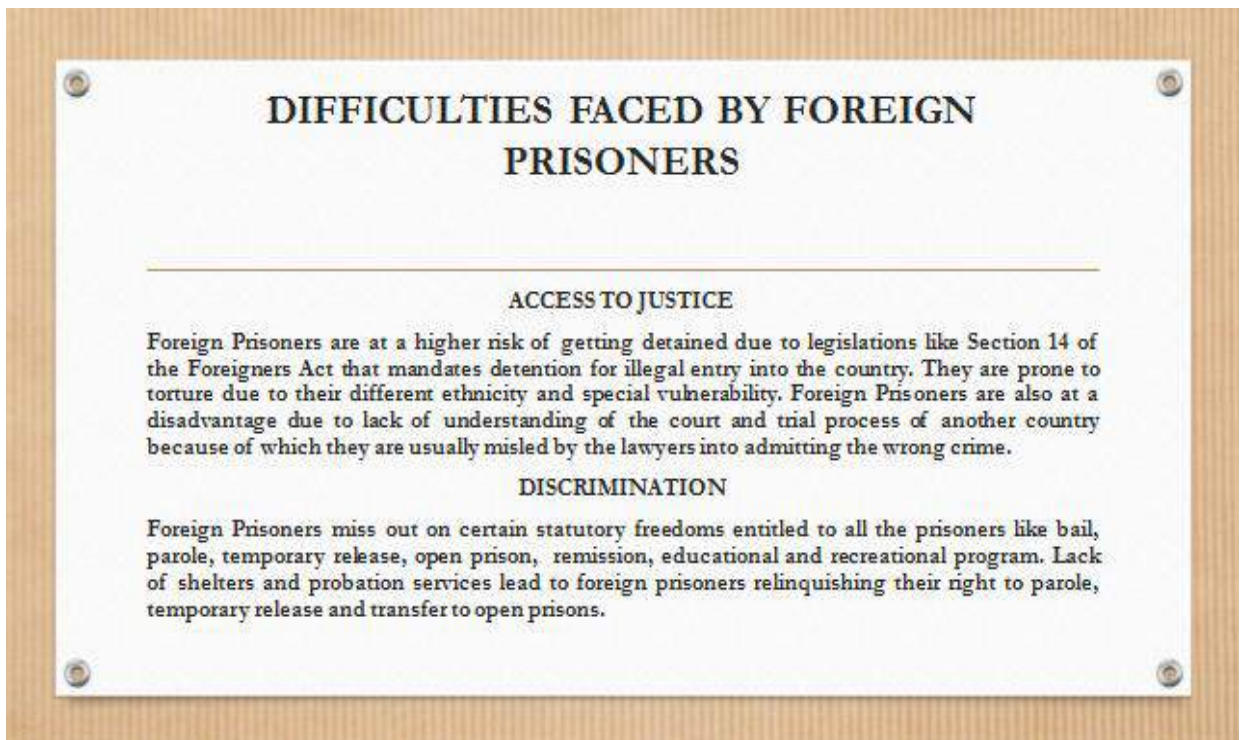 DIFFICULTIES FACED BY FOREIGN
PRISONERS
ACCESS TO JUSTICE
Foreign Prisoners are at a higher risk of getting detained due to legislations like Section 14 of
the Foreigners Act that mandates detention for illegal entry into the country. They are prone to
torture due to their different ethnicity and special vulnerability. Foreign Prisoners are also at a
disadvantage due to lack of understanding of the court and trial process of another country
because of which they are usually misled by the lawyers into admitting the wrong crime.
DISCRIMINATION
Foreign Prisoners miss out on certain statutory freedoms entitled to all the prisoners like bail,
parole, temporary release, open prison, remission, educational and recreational program. Lack
of shelters and probation services lead to foreign prisoners relinquishing their right to parole,
temporary release and transfer to open prisons.